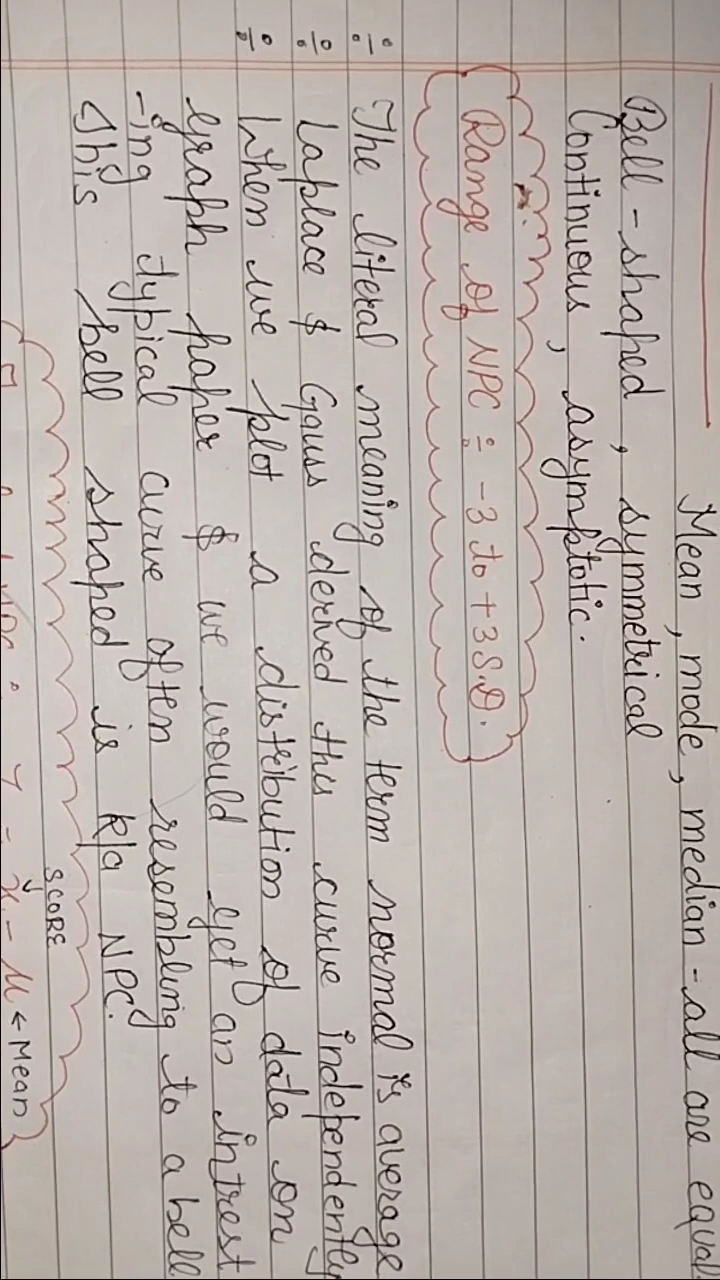 Mean, mode, median - all are equal
Bell - shaped, symmetrical
Continuous, asymptotic.
Range of NPC : -3 to +3 S.D.
∴ The literal meaning of the term normal is average
∴ Laplace & Gauss derived this curve independently
∴ When we plot a distribution of data on
graph paper & we would get an intrest
-ing typical curve often resembling to a bell
This bell shaped is k/a NPC.
score
x - μ ← Mean